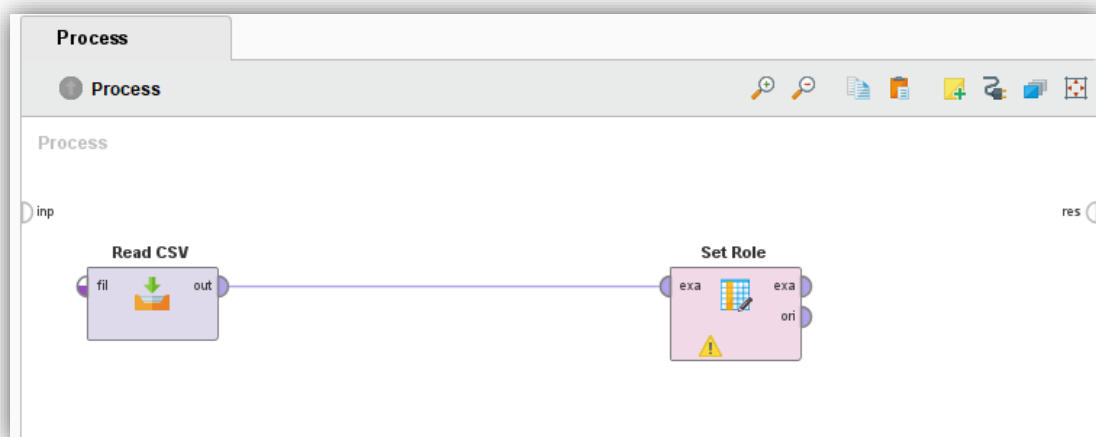 Process
Process
Process
inp
res
Read CSV
Set Role
fil
out
exa
exa
ori